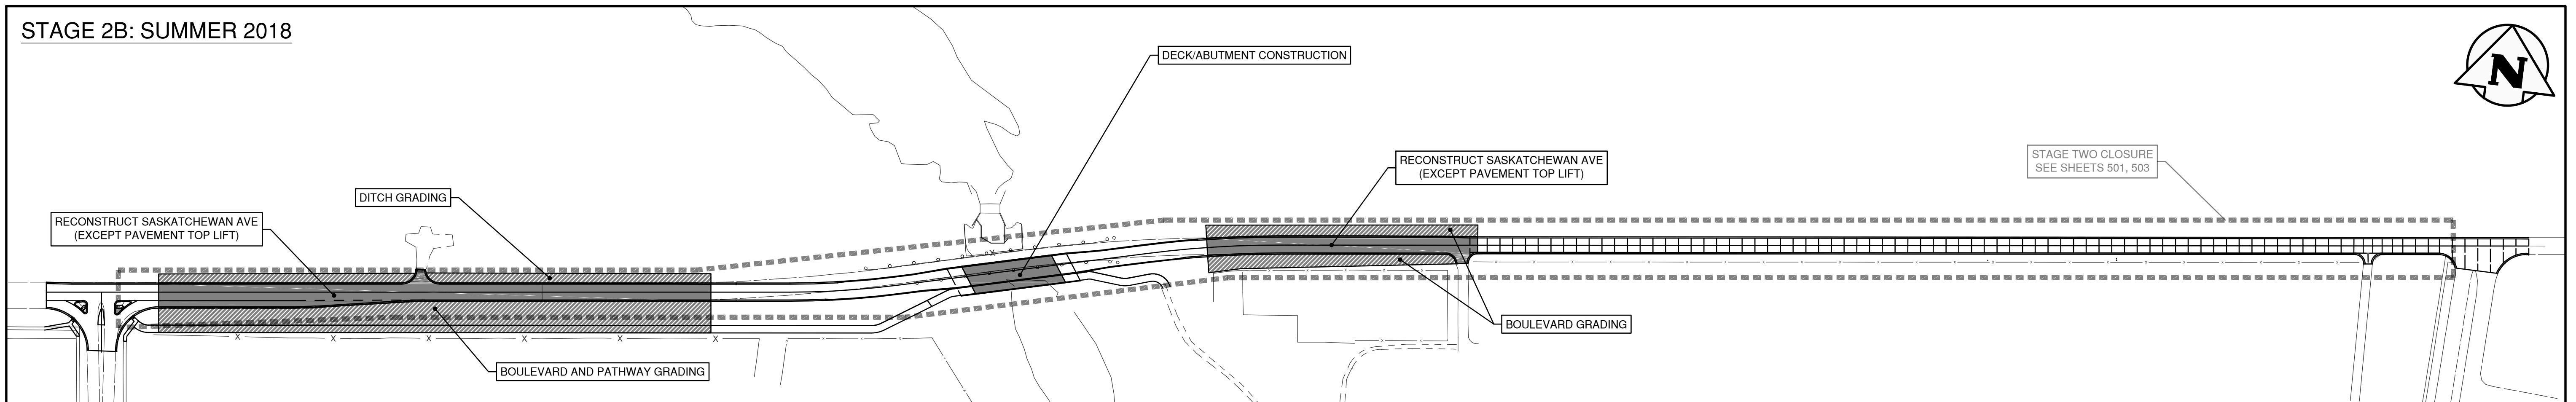 STAGE 2B: SUMMER 2018
DECK/ABUTMENT CONSTRUCTION
N
RECONSTRUCT SASKATCHEWAN AVE
(EXCEPT PAVEMENT TOP LIFT)
STAGE TWO CLOSURE
SEE SHEETS 501, 503
DITCH GRADING
RECONSTRUCT SASKATCHEWAN AVE
(EXCEPT PAVEMENT TOP LIFT)
BOULEVARD GRADING
BOULEVARD AND PATHWAY GRADING